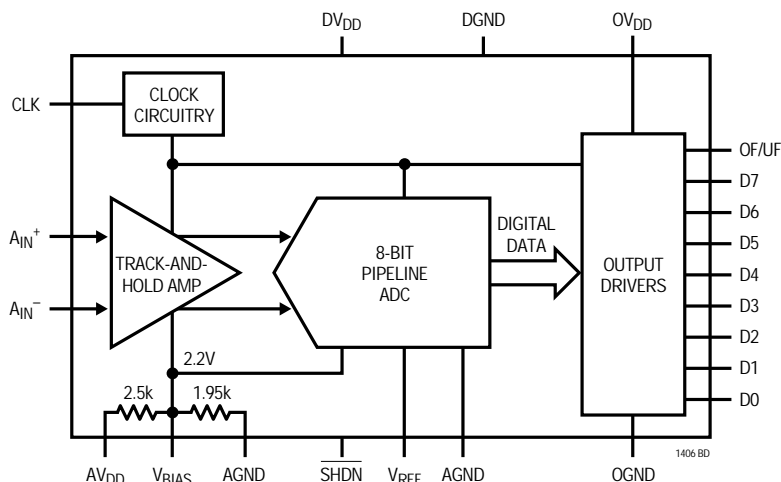 DVDD DGND OVDD
CLK
CLOCK
CIRCUITRY
OF/UF
D7
D6
D5
D4
D3
D2
D1
D0
AIN+
AIN–
TRACK-AND-
HOLD AMP
8-BIT
PIPELINE
ADC
DIGITAL
DATA
OUTPUT
DRIVERS
2.2V
2.5k 1.95k
1406 BD
AVDD VBIAS AGND SHDN VREF AGND OGND